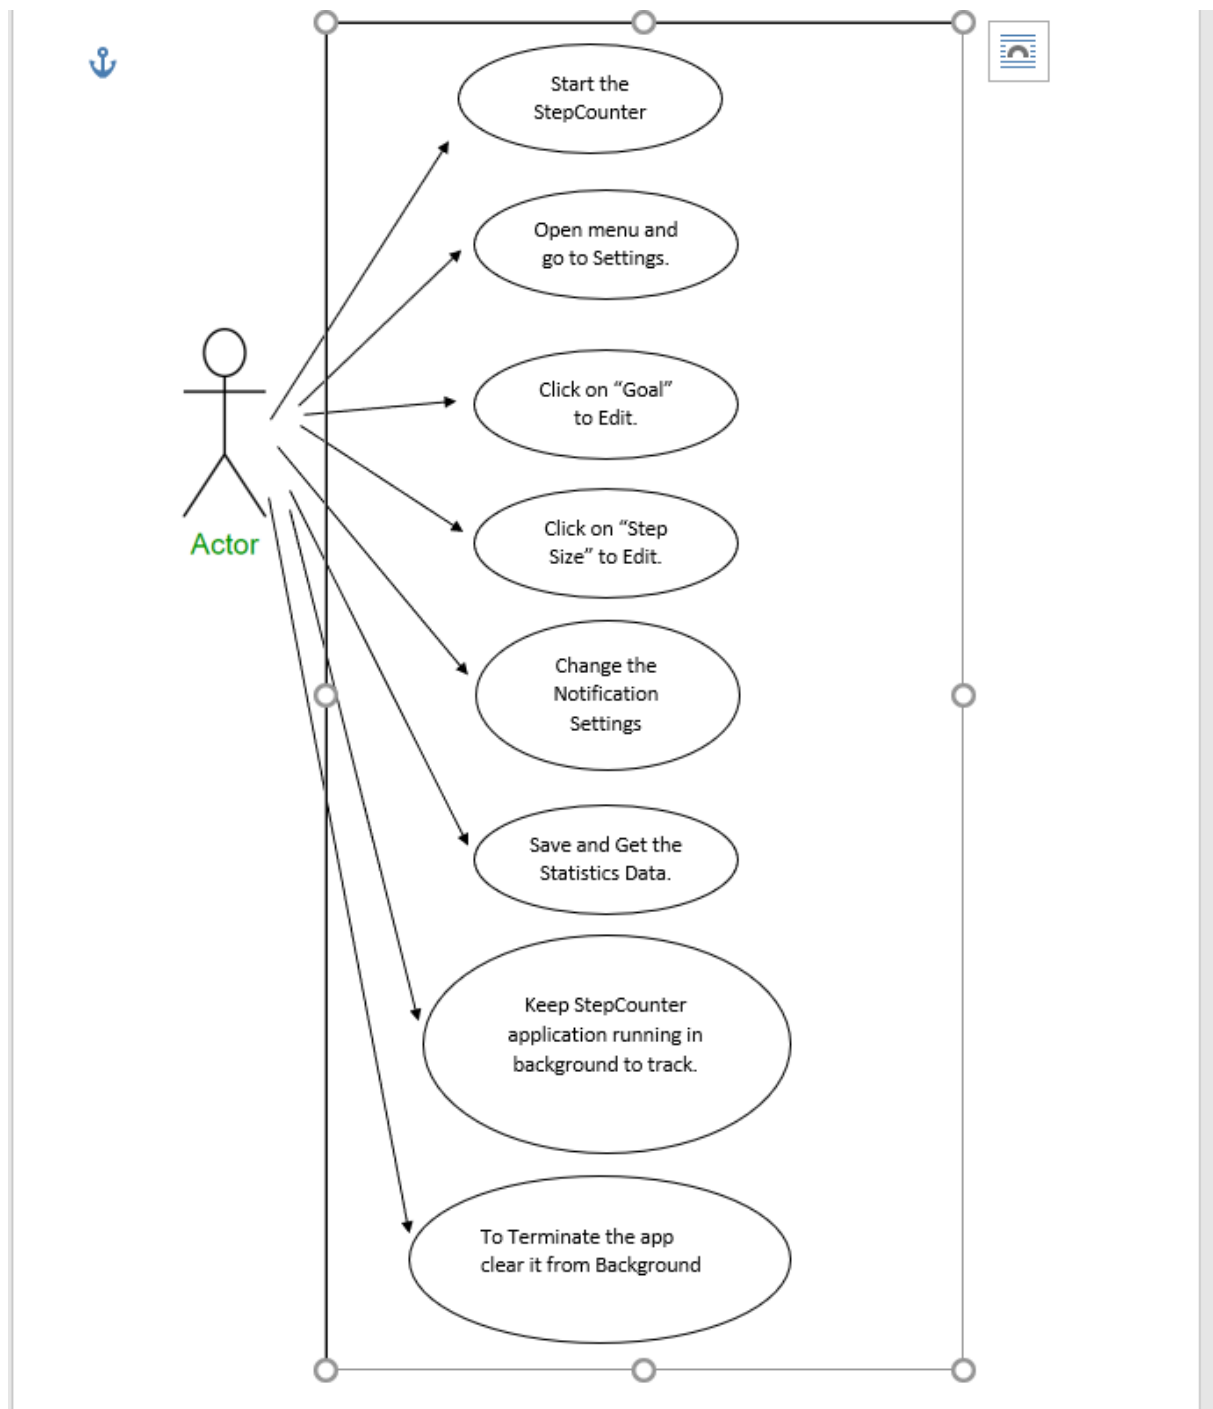 Start the
StepCounter
Open menu and
go to Settings.
Click on “Goal”
to Edit.
Click on “Step
Size” to Edit.
Actor
Change the
Notification
Settings
Save and Get the
Statistics Data.
Keep StepCounter
application running in
background to track.
To Terminate the app
clear it from Background